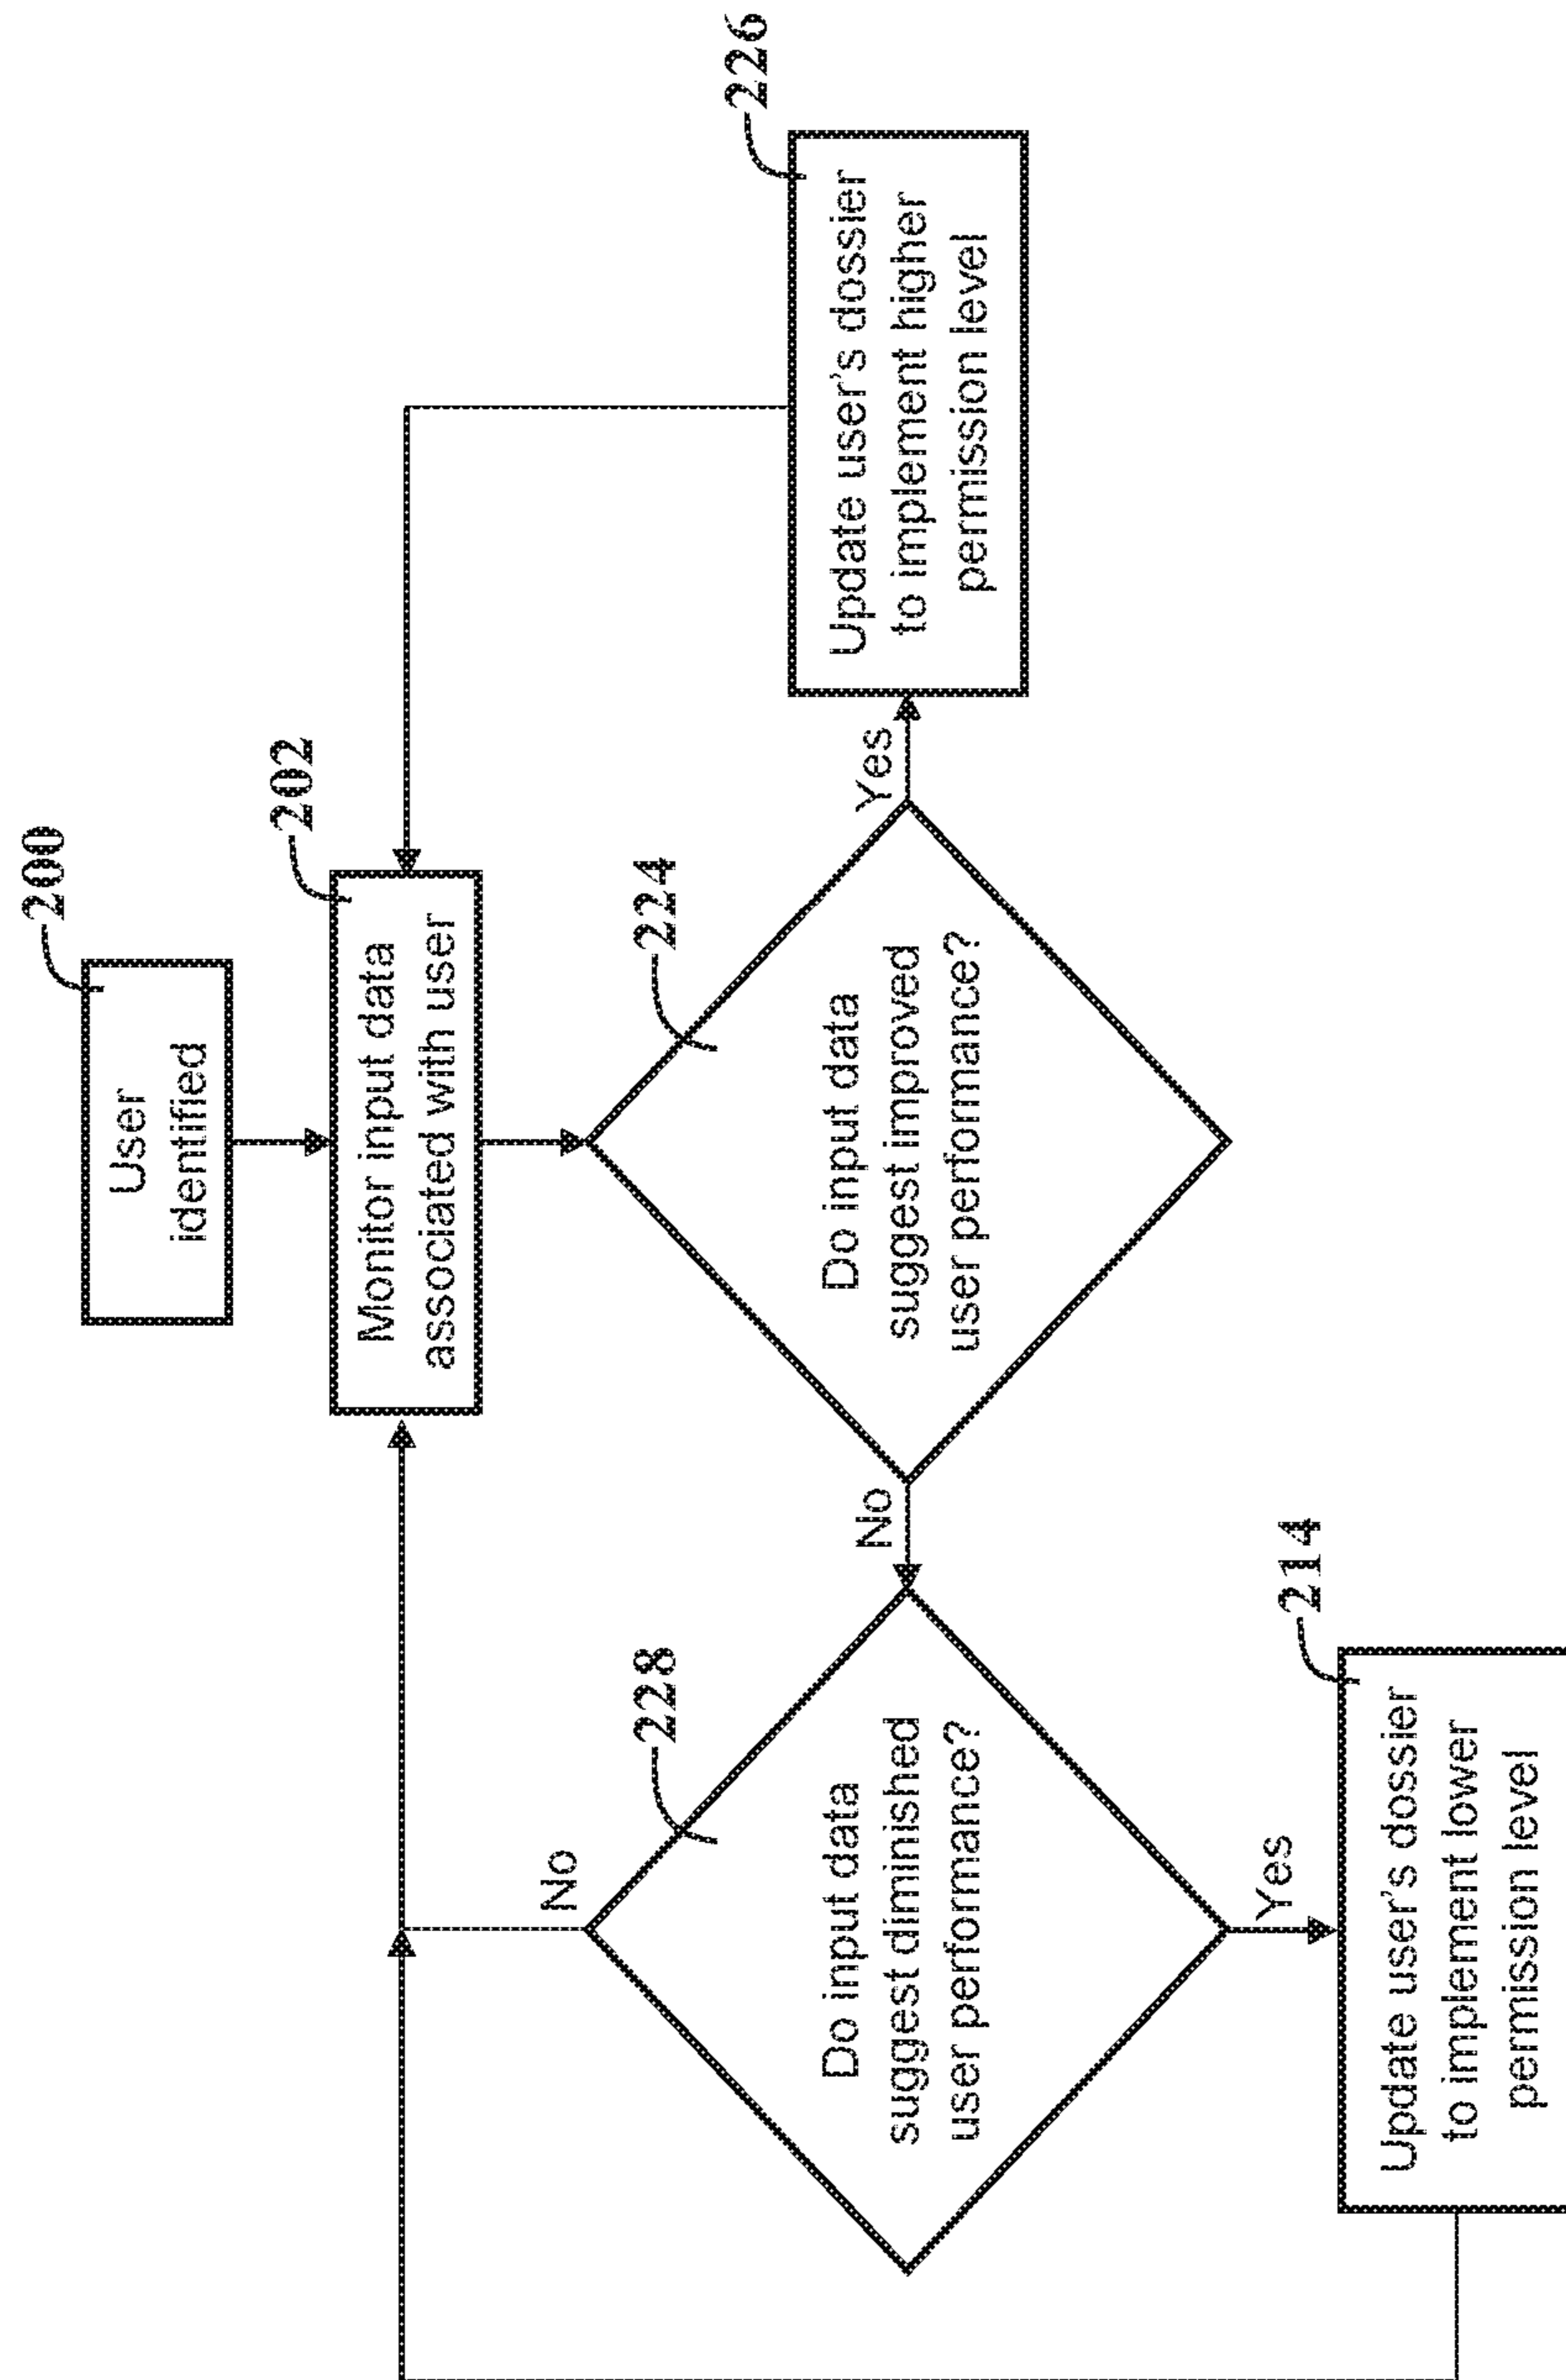 200
User
identified
202
Monitor input data
associated with user
224
Do input data
suggest improved
user performance?
Yes
226
Update user's dossier
to implement higher
permission level
No
228
Do input data
suggest diminished
user performance?
No
Yes
214
Update user's dossier
to implement lower
permission level